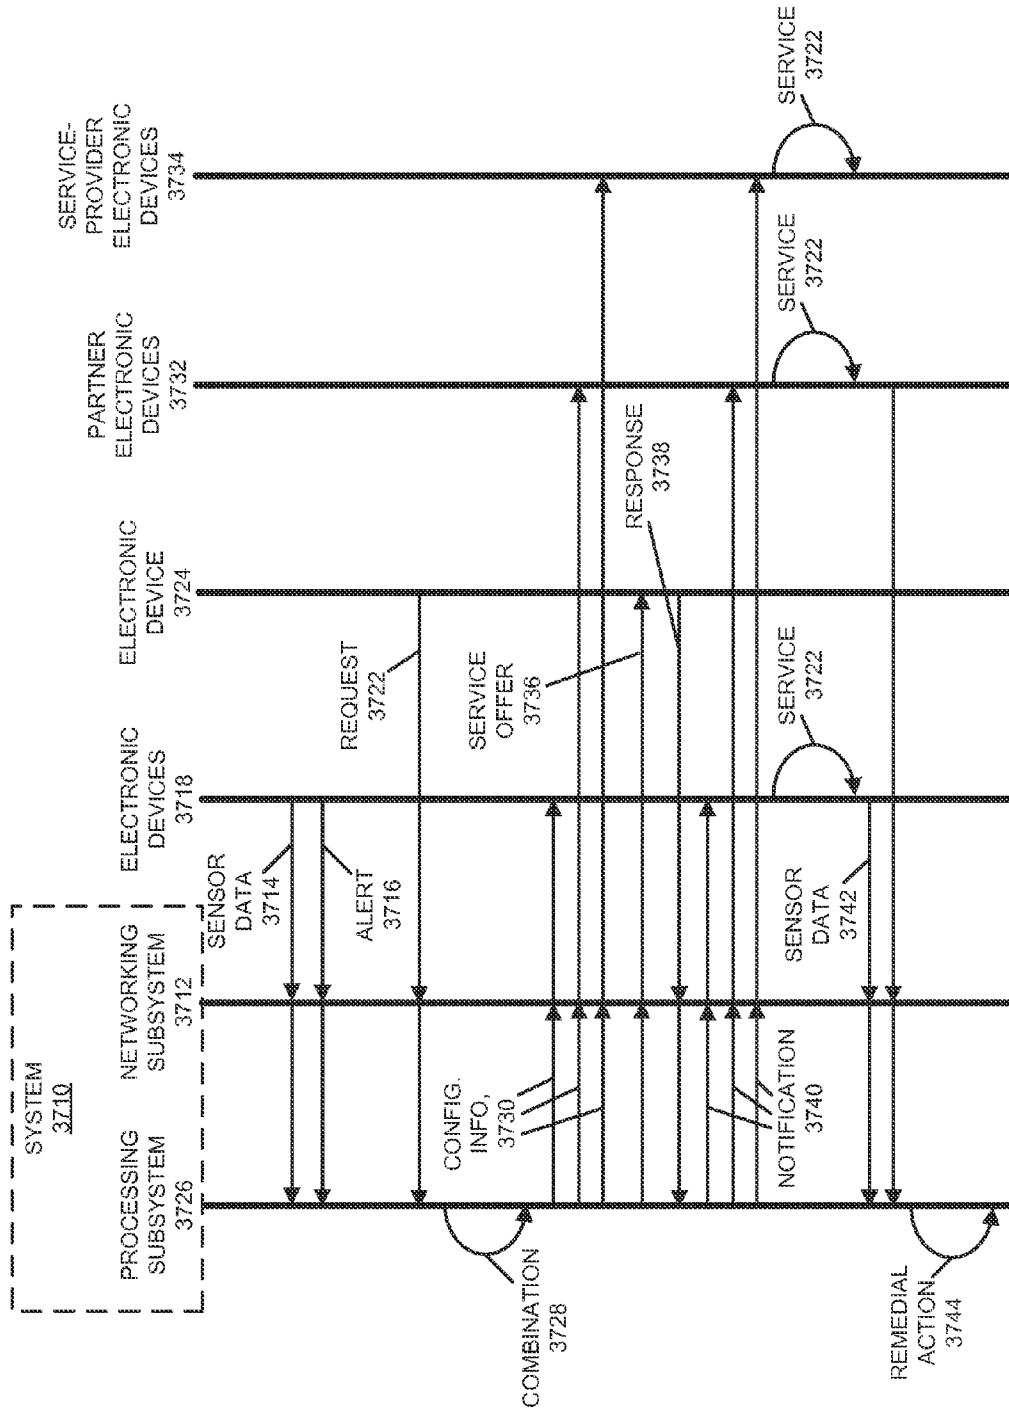 SYSTEM
3710
PROCESSING
SUBSYSTEM
3726
NETWORKING
SUBSYSTEM
3712
ELECTRONIC
DEVICES
3718
ELECTRONIC
DEVICE
3724
PARTNER
ELECTRONIC
DEVICES
3732
SERVICE-
PROVIDER
ELECTRONIC
DEVICES
3734
SENSOR
DATA
3714
ALERT
3716
REQUEST
3722
COMBINATION
3728
CONFIG.
INFO,
3730
SERVICE
OFFER
3736
RESPONSE
3738
NOTIFICATION
3740
SERVICE
3722
SERVICE
3722
SERVICE
3722
SENSOR
DATA
3742
REMEDIAL
ACTION
3744